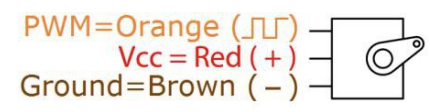 PWM=Orange (⎍⎍)
Vcc = Red ( + )
Ground=Brown ( − )